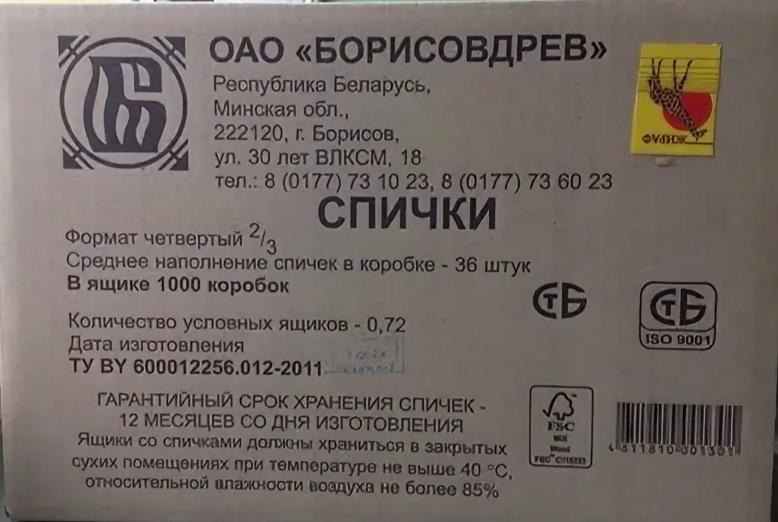 ОАО «БОРИСОВДРЕВ»
Республика Беларусь,
Минская обл.,
222120, г. Борисов,
ул. 30 лет ВЛКСМ, 18
тел.: 8 (0177) 73 10 23, 8 (0177) 73 60 23
ЖИРАФ
СПИЧКИ
Формат четвертый 2/3
Среднее наполнение спичек в коробке - 36 штук
В ящике 1000 коробок
СТБ
СТБ
ISO 9001
Количество условных ящиков - 0,72
Дата изготовления
ТУ BY 600012256.012-2011
ГАРАНТИЙНЫЙ СРОК ХРАНЕНИЯ СПИЧЕК -
12 МЕСЯЦЕВ СО ДНЯ ИЗГОТОВЛЕНИЯ
Ящики со спичками должны храниться в закрытых
сухих помещениях при температуре не выше 40 °С,
относительной влажности воздуха не более 85%
FSC